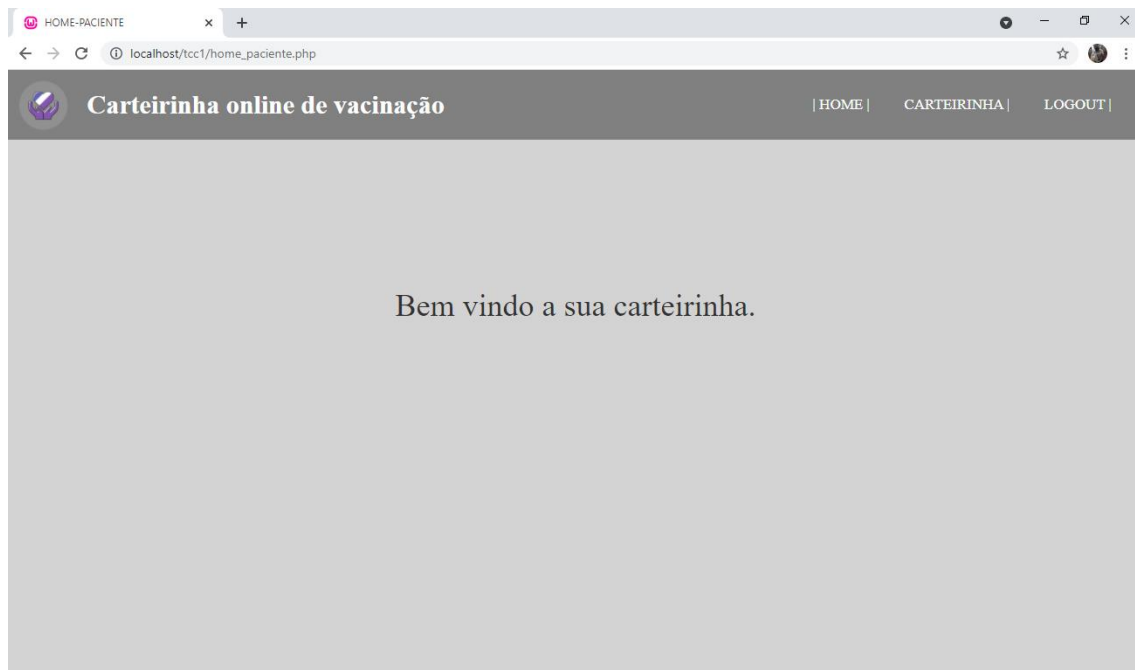 HOME-PACIENTE
localhost/tcc1/home_paciente.php
Carteirinha online de vacinação
| HOME | CARTEIRINHA | LOGOUT |
Bem vindo a sua carteirinha.